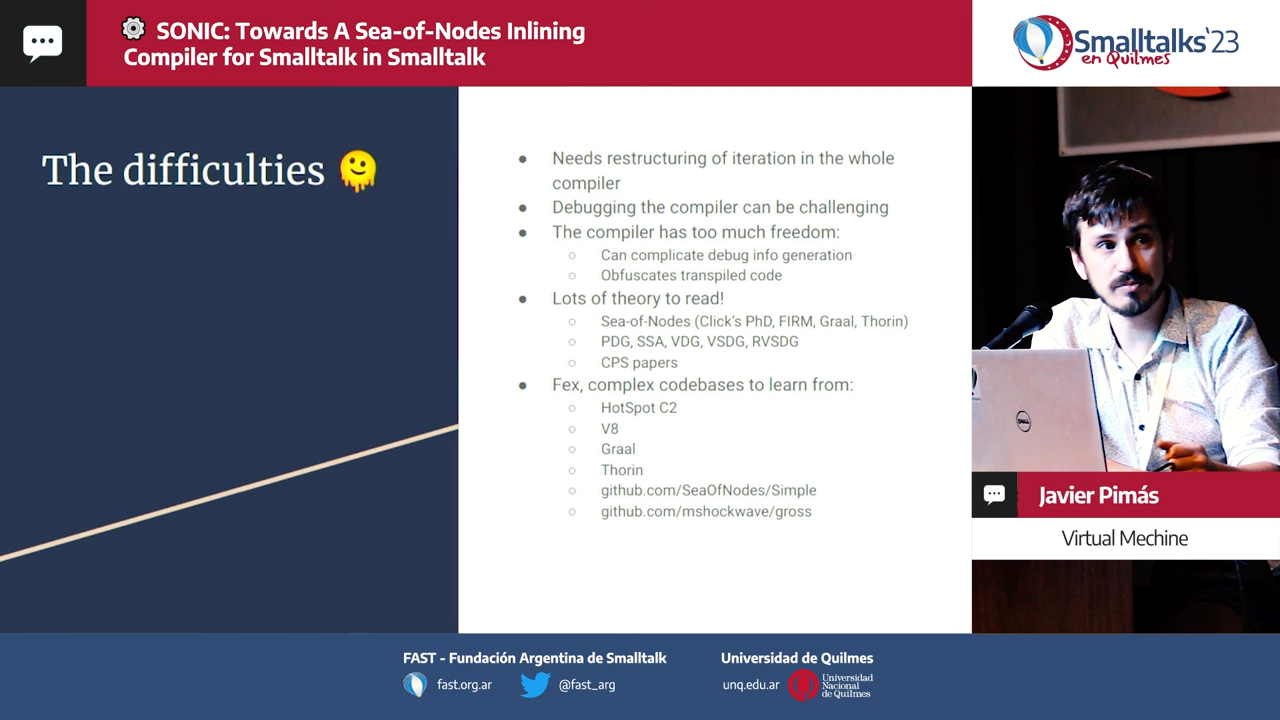 SONIC: Towards A Sea-of-Nodes Inlining
Compiler for Smalltalk in Smalltalk
Smalltalks'23
en Quilmes
The difficulties
Needs restructuring of iteration in the whole
compiler
Debugging the compiler can be challenging
The compiler has too much freedom:
Can complicate debug info generation
Obfuscates transpiled code
Lots of theory to read!
Sea-of-Nodes (Click's PhD, FIRM, Graal, Thorin)
PDG, SSA, VDG, VSDG, RVSDG
CPS papers
Fex, complex codebases to learn from:
HotSpot C2
V8
Graal
Thorin
github.com/SeaOfNodes/Simple
github.com/mshockwave/gross
DELL
Javier Pimás
Virtual Mechine
FAST - Fundación Argentina de Smalltalk
fast.org.ar
@fast_arg
Universidad de Quilmes
unq.edu.ar
Universidad
Nacional
de Quilmes